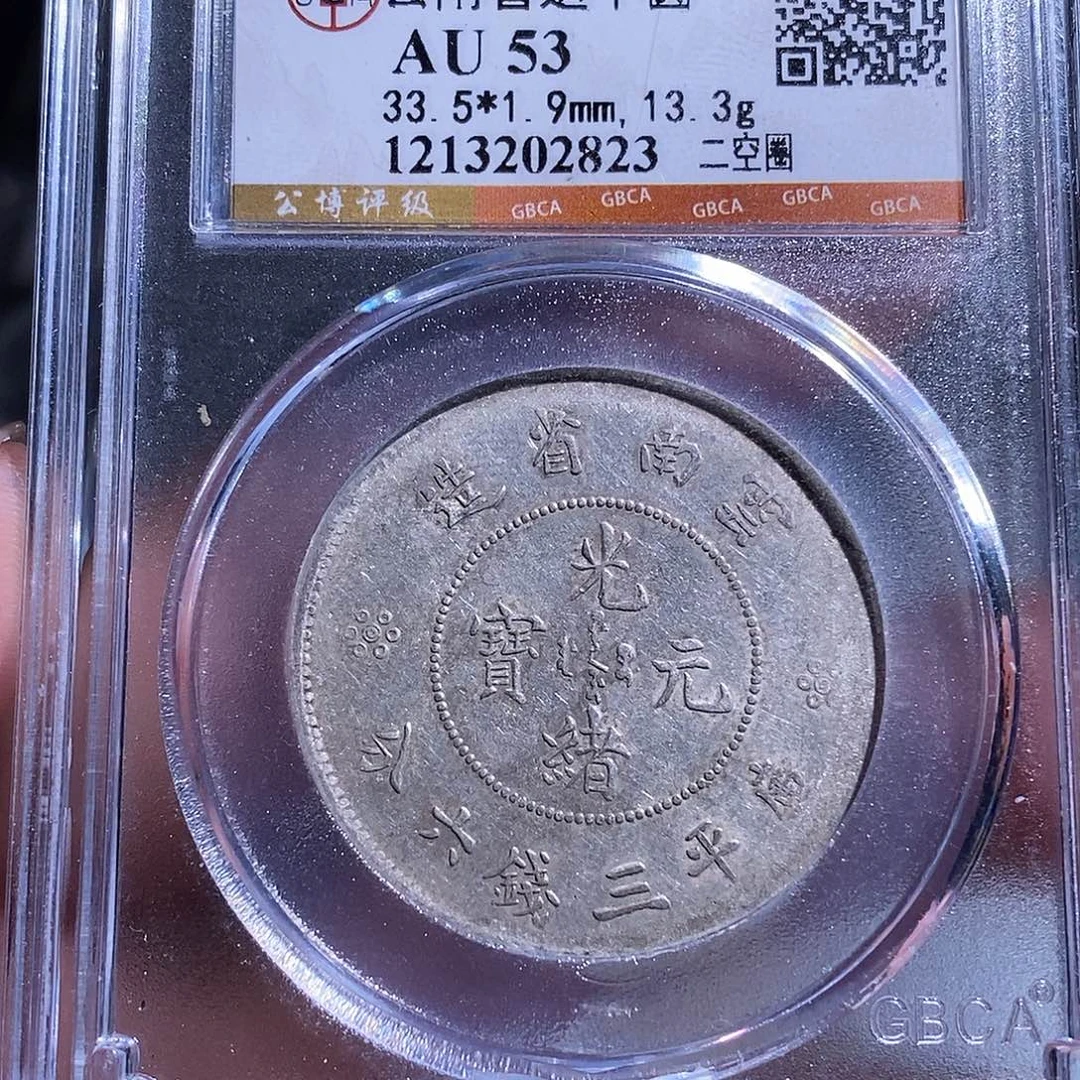 AU 53
33.5*1.9mm, 13.3g
1213202823 二空圈
公博评级 GBCA GBCA GBCA GBCA GBCA
造省南雲
光緒元寶
庫平三錢六分
GBCA®